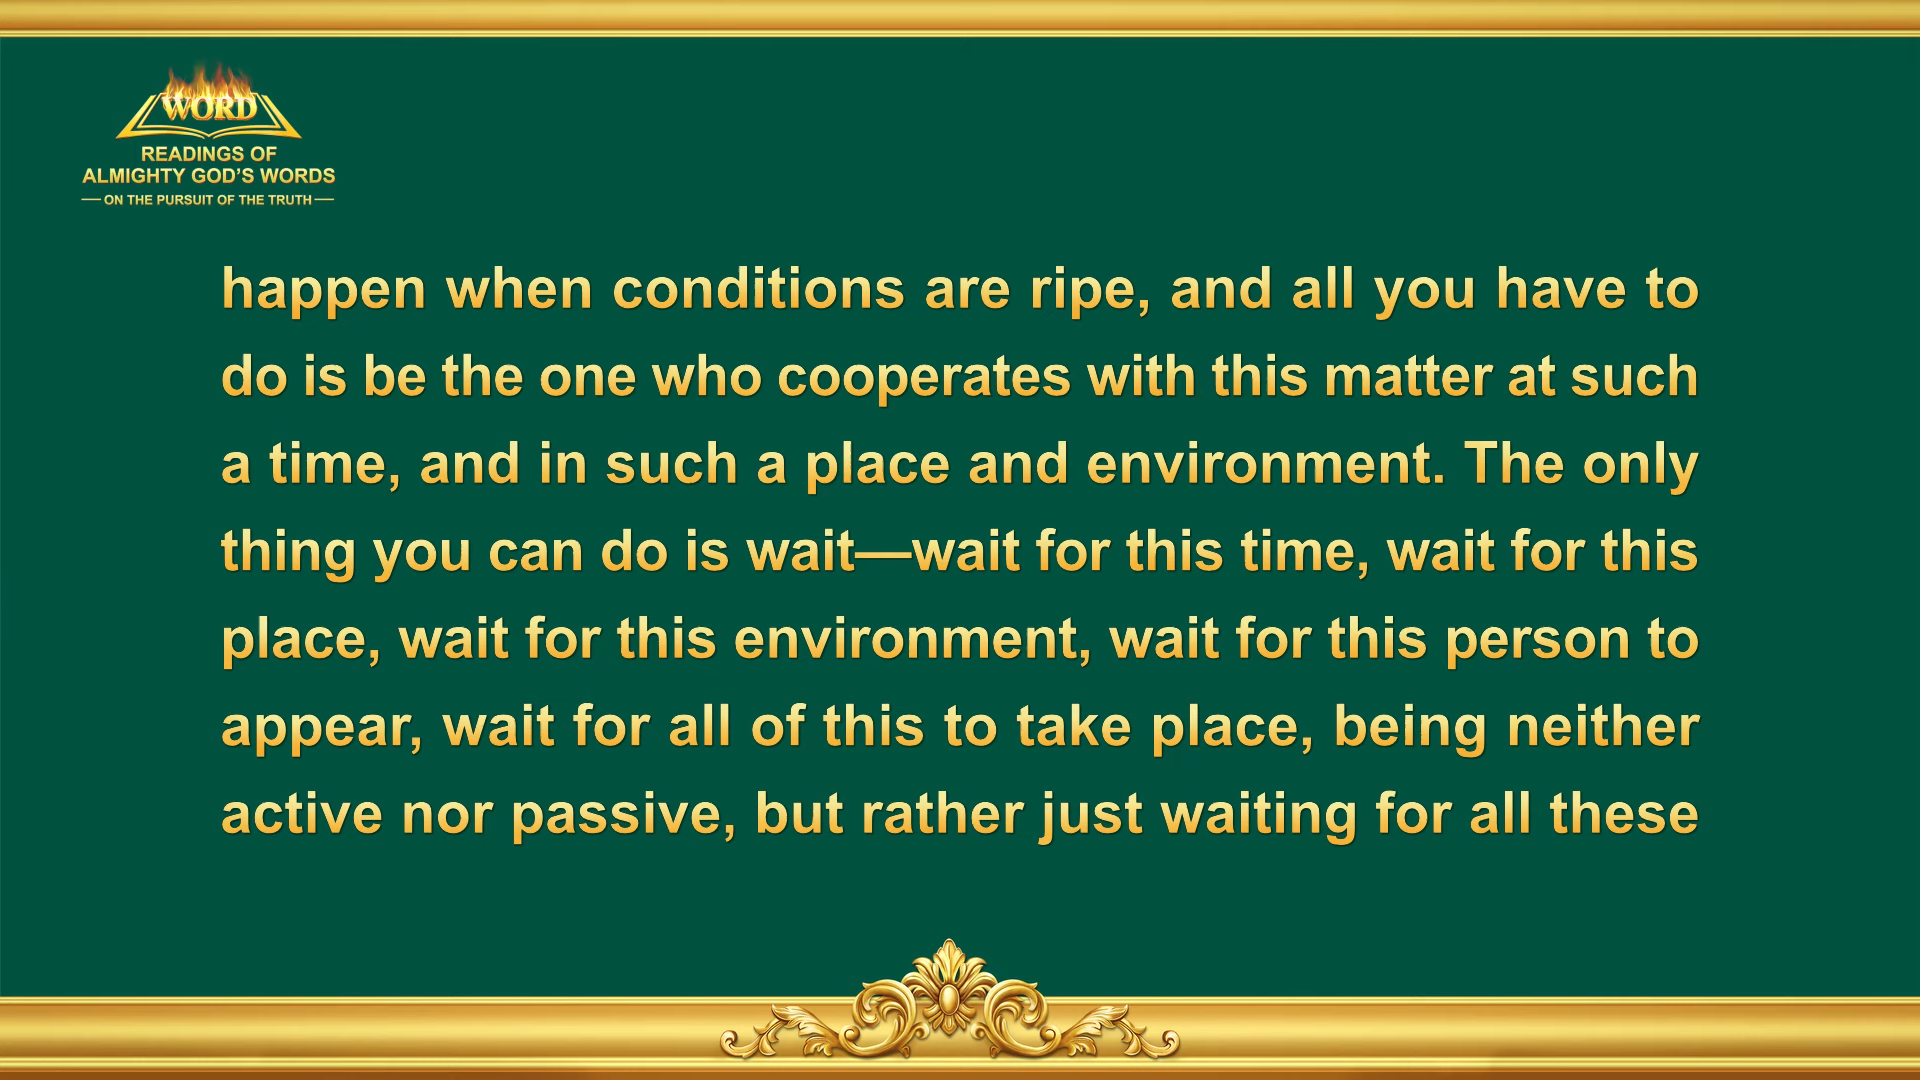 WORD
READINGS OF
ALMIGHTY GOD'S WORDS
— ON THE PURSUIT OF THE TRUTH —
happen when conditions are ripe, and all you have to
do is be the one who cooperates with this matter at such
a time, and in such a place and environment. The only
thing you can do is wait—wait for this time, wait for this
place, wait for this environment, wait for this person to
appear, wait for all of this to take place, being neither
active nor passive, but rather just waiting for all these